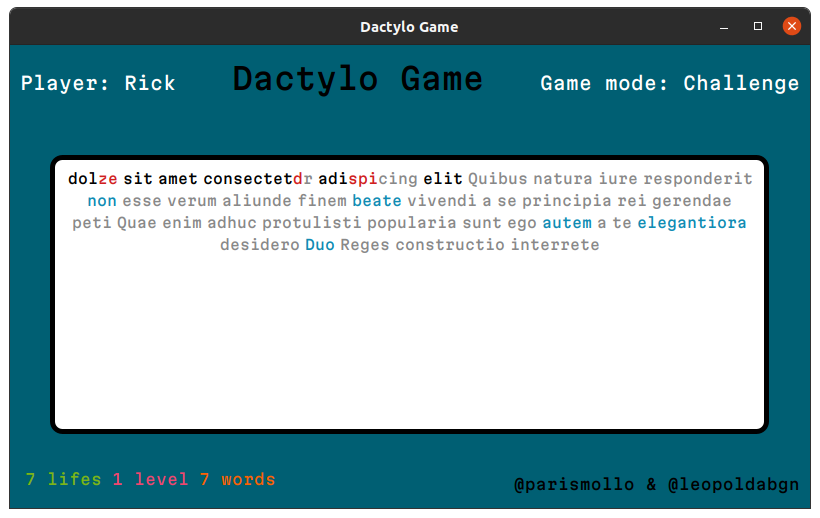 Dactylo Game
Player: Rick
Dactylo Game
Game mode: Challenge
dolze sit amet consectetdr adispicing elit Quibus natura iure responderit
non esse verum aliunde finem beate vivendi a se principia rei gerendae
peti Quae enim adhuc protulisti popularia sunt ego autem a te elegantiora
desidero Duo Reges constructio interrete
7 lifes 1 level 7 words
@parismollo & @leopoldabgn